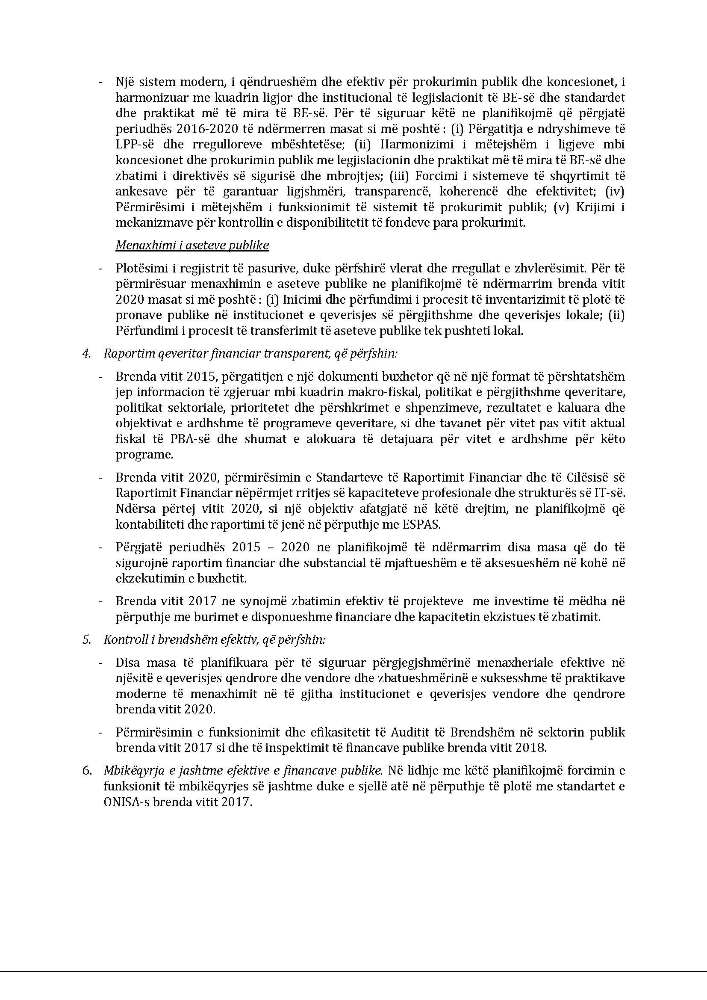 - Një sistem modern, i qëndrueshëm dhe efektiv për prokurimin publik dhe koncesionet, i
harmonizuar me kuadrin ligjor dhe institucional të legjislacionit të BE-së dhe standardet
dhe praktikat më të mira të BE-së. Për të siguruar këtë ne planifikojmë që përgjatë
periudhës 2016-2020 të ndërmerren masat si më poshtë : (i) Përgatitja e ndryshimeve të
LPP-së dhe rregulloreve mbështetëse; (ii) Harmonizimi i mëtejshëm i ligjeve mbi
koncesionet dhe prokurimin publik me legjislacionin dhe praktikat më të mira të BE-së dhe
zbatimi i direktivës së sigurisë dhe mbrojtjes; (iii) Forcimi i sistemeve të shqyrtimit të
ankesave për të garantuar ligjshmëri, transparencë, koherencë dhe efektivitet; (iv)
Përmirësimi i mëtejshëm i funksionimit të sistemit të prokurimit publik; (v) Krijimi i
mekanizmave për kontrollin e disponibilitetit të fondeve para prokurimit.
Menaxhimi i aseteve publike
- Plotësimi i regjistrit të pasurive, duke përfshirë vlerat dhe rregullat e zhvlerësimit. Për të
përmirësuar menaxhimin e aseteve publike ne planifikojmë të ndërmarrim brenda vitit
2020 masat si më poshtë : (i) Inicimi dhe përfundimi i procesit të inventarizimit të plotë të
pronave publike në institucionet e qeverisjes së përgjithshme dhe qeverisjes lokale; (ii)
Përfundimi i procesit të transferimit të aseteve publike tek pushteti lokal.
4. Raportim qeveritar financiar transparent, që përfshin:
- Brenda vitit 2015, përgatitjen e një dokumenti buxhetor që në një format të përshtatshëm
jep informacion të zgjeruar mbi kuadrin makro-fiskal, politikat e përgjithshme qeveritare,
politikat sektoriale, prioritetet dhe përshkrimet e shpenzimeve, rezultatet e kaluara dhe
objektivat e ardhshme të programeve qeveritare, si dhe tavanet për vitet pas vitit aktual
fiskal të PBA-së dhe shumat e alokuara të detajuara për vitet e ardhshme për këto
programe.
- Brenda vitit 2020, përmirësimin e Standarteve të Raportimit Financiar dhe të Cilësisë së
Raportimit Financiar nëpërmjet rritjes së kapaciteteve profesionale dhe strukturës së IT-së.
Ndërsa përtej vitit 2020, si një objektiv afatgjatë në këtë drejtim, ne planifikojmë që
kontabiliteti dhe raportimi të jenë në përputhje me ESPAS.
- Përgjatë periudhës 2015 – 2020 ne planifikojmë të ndërmarrim disa masa që do të
sigurojnë raportim financiar dhe substancial të mjaftueshëm e të aksesueshëm në kohë në
ekzekutimin e buxhetit.
- Brenda vitit 2017 ne synojmë zbatimin efektiv të projekteve  me investime të mëdha në
përputhje me burimet e disponueshme financiare dhe kapacitetin ekzistues të zbatimit.
5. Kontroll i brendshëm efektiv, që përfshin:
- Disa masa të planifikuara për të siguruar përgjegjshmërinë menaxheriale efektive në
njësitë e qeverisjes qendrore dhe vendore dhe zbatueshmërinë e suksesshme të praktikave
moderne të menaxhimit në të gjitha institucionet e qeverisjes vendore dhe qendrore
brenda vitit 2020.
- Përmirësimin e funksionimit dhe efikasitetit të Auditit të Brendshëm në sektorin publik
brenda vitit 2017 si dhe të inspektimit të financave publike brenda vitit 2018.
6. Mbikëqyrja e jashtme efektive e financave publike. Në lidhje me këtë planifikojmë forcimin e
funksionit të mbikëqyrjes së jashtme duke e sjellë atë në përputhje të plotë me standartet e
ONISA-s brenda vitit 2017.